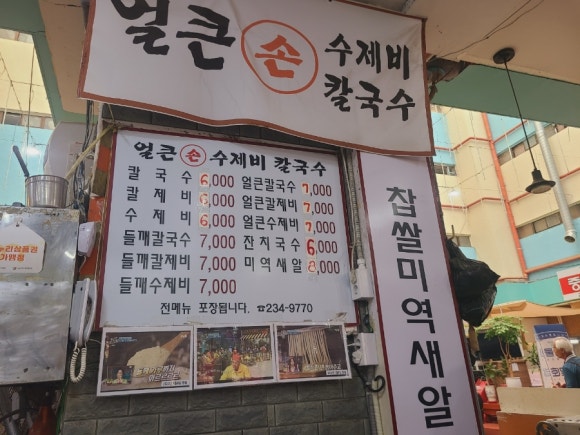 얼큰 손 수제비 칼국수
얼큰 손 수제비 칼국수
칼국수 6,000 얼큰칼국수 7,000
칼제비 6,000 얼큰칼제비 7,000
수제비 6,000 얼큰수제비 7,000
들깨칼국수 7,000 잔치국수 6,000
들깨칼제비 7,000 미역새알 8,000
들깨수제비 7,000
전메뉴 포장됩니다. ☎234-9770
찹쌀미역새알